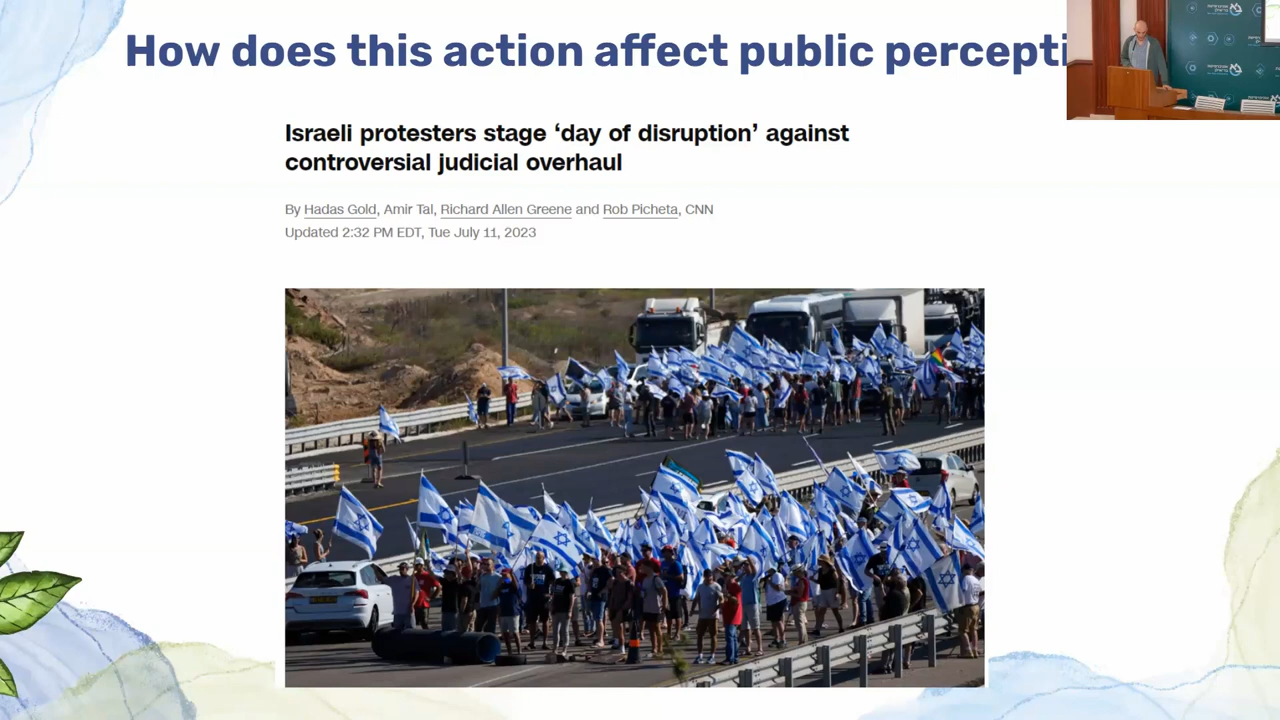 How does this action affect public percepti
Israeli protesters stage ‘day of disruption’ against
controversial judicial overhaul
By Hadas Gold, Amir Tal, Richard Allen Greene and Rob Picheta, CNN
Updated 2:32 PM EDT, Tue July 11, 2023